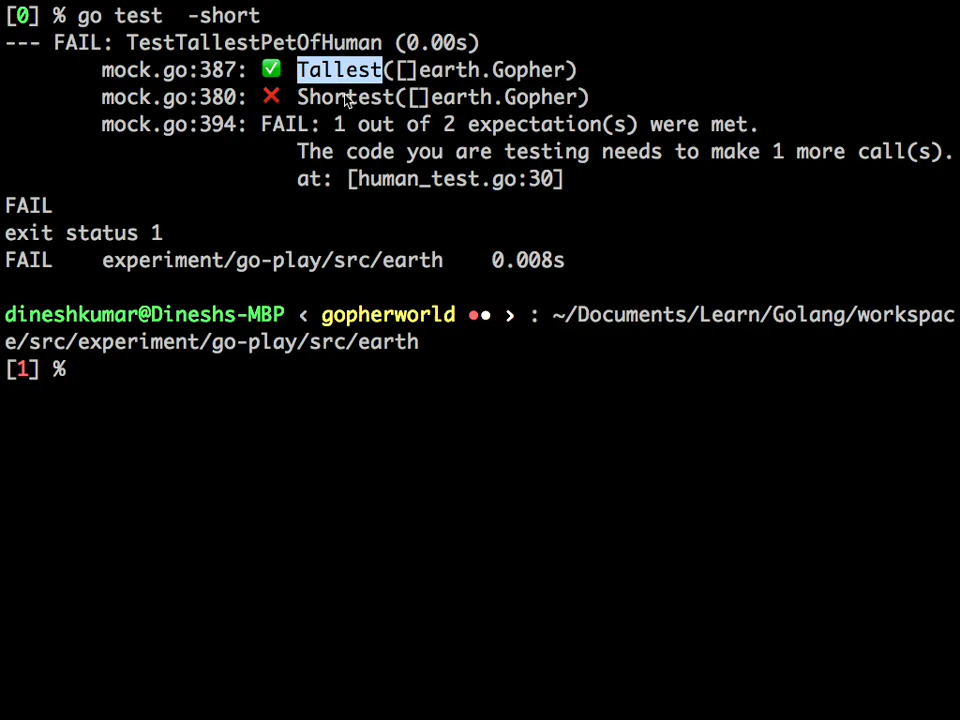 [0] % go test  -short
--- FAIL: TestTallestPetOfHuman (0.00s)
        mock.go:387: ✅ Tallest([]earth.Gopher)
        mock.go:380: ❌ Shortest([]earth.Gopher)
        mock.go:394: FAIL: 1 out of 2 expectation(s) were met.
                        The code you are testing needs to make 1 more call(s).
                        at: [human_test.go:30]
FAIL
exit status 1
FAIL    experiment/go-play/src/earth    0.008s
dineshkumar@Dineshs-MBP ‹ gopherworld ●● › : ~/Documents/Learn/Golang/workspac
e/src/experiment/go-play/src/earth
[1] %